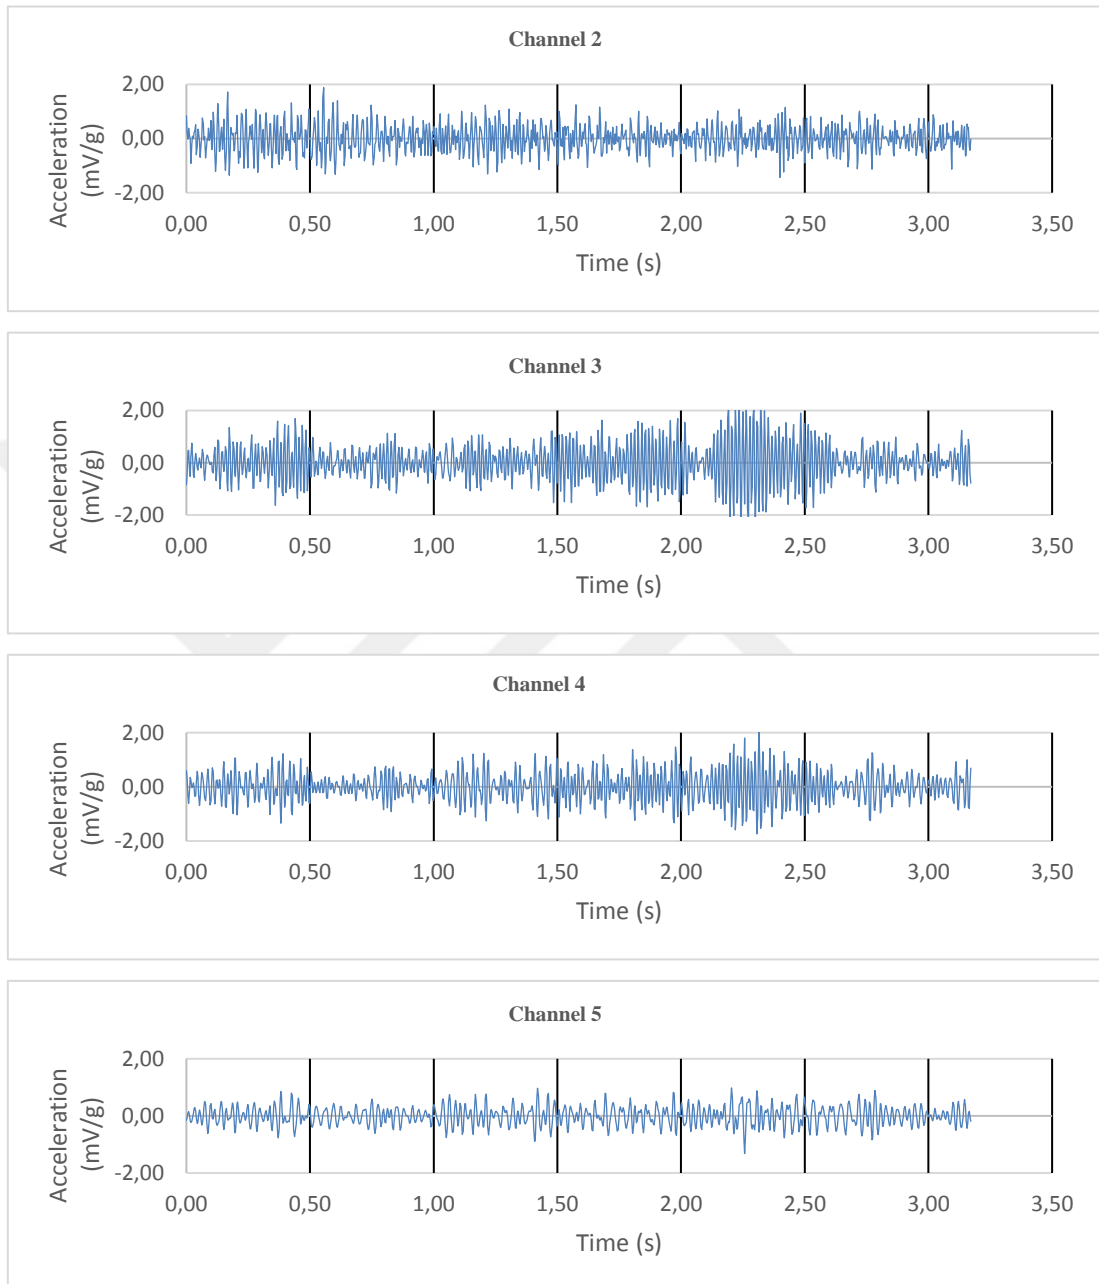 Channel 2
2,00
0,00
-2,00
Acceleration
(mV/g)
0,00 0,50 1,00 1,50 2,00 2,50 3,00 3,50
Time (s)
Channel 3
2,00
0,00
-2,00
Acceleration
(mV/g)
0,00 0,50 1,00 1,50 2,00 2,50 3,00 3,50
Time (s)
Channel 4
2,00
0,00
-2,00
Acceleration
(mV/g)
0,00 0,50 1,00 1,50 2,00 2,50 3,00 3,50
Time (s)
Channel 5
2,00
0,00
-2,00
Acceleration
(mV/g)
0,00 0,50 1,00 1,50 2,00 2,50 3,00 3,50
Time (s)